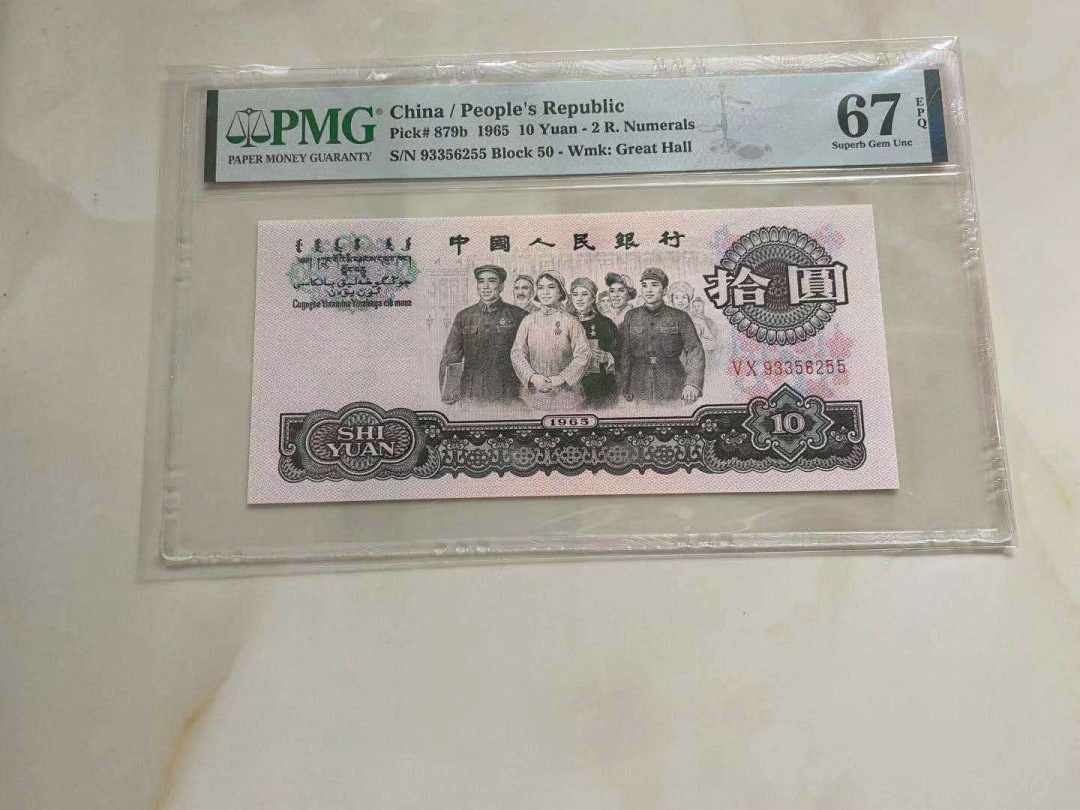 PMG
PAPER MONEY GUARANTY
China / People's Republic
Pick# 879b 1965 10 Yuan - 2 R. Numerals
S/N 93356255 Block 50 - Wmk: Great Hall
67 EPQ
Superb Gem Unc
中國人民銀行
拾圓
VX 93356255
1965
SHI
YUAN
10